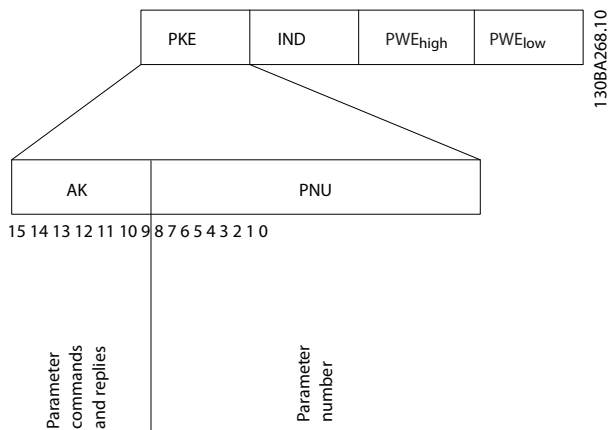 PKE IND PWEhigh PWElow
130BA268.10
AK PNU
15 14 13 12 11 10 9 8 7 6 5 4 3 2 1 0
Parameter
commands
and replies
Parameter
number